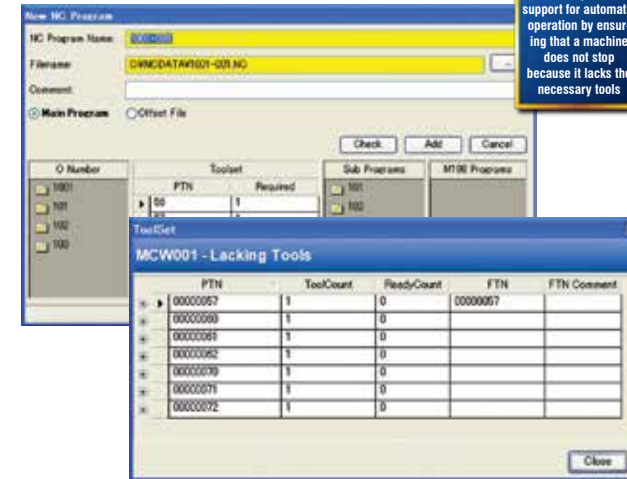 support for automat
operation by ensur-
ing that a machine
does not stop
because it lacks the
necessary tools
New NC Program
NC Program Name:
Filename:
Comment:
Main Program
Offset File
Check Add Cancel
O Number Toolset Sub Programs M198 Programs
PTN Required
1001
101 101
102 102
100
ToolSet
MCW001 - Lacking Tools
PTN ToolCount ReadyCount FTN FTN Comment
00000057 1 0 00000057
00000060 1 0
00000061 1 0
00000062 1 0
00000070 1 0
00000071 1 0
00000072 1 0
Close